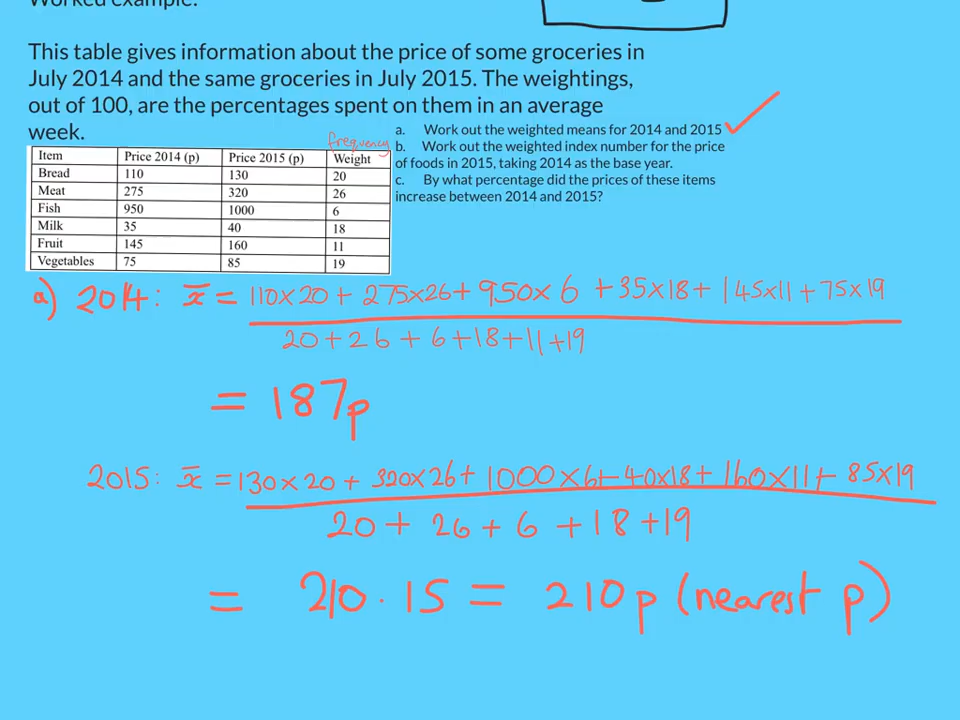 Worked example:
This table gives information about the price of some groceries in
July 2014 and the same groceries in July 2015. The weightings,
out of 100, are the percentages spent on them in an average
week.
a. Work out the weighted means for 2014 and 2015
b. Work out the weighted index number for the price
of foods in 2015, taking 2014 as the base year.
c. By what percentage did the prices of these items
increase between 2014 and 2015?
frequency
Item Price 2014 (p) Price 2015 (p) Weight
Bread 110 130 20
Meat 275 320 26
Fish 950 1000 6
Milk 35 40 18
Fruit 145 160 11
Vegetables 75 85 19
a) 2014: x̄ = 110×20 + 275×26 + 950×6 + 35×18 + 145×11 + 75×19
20 + 26 + 6 + 18 + 11 + 19
= 187p
2015: x̄ = 130×20 + 320×26 + 1000×6 + 40×18 + 160×11 + 85×19
20 + 26 + 6 + 18 + 19
= 210.15 = 210p (nearest p)